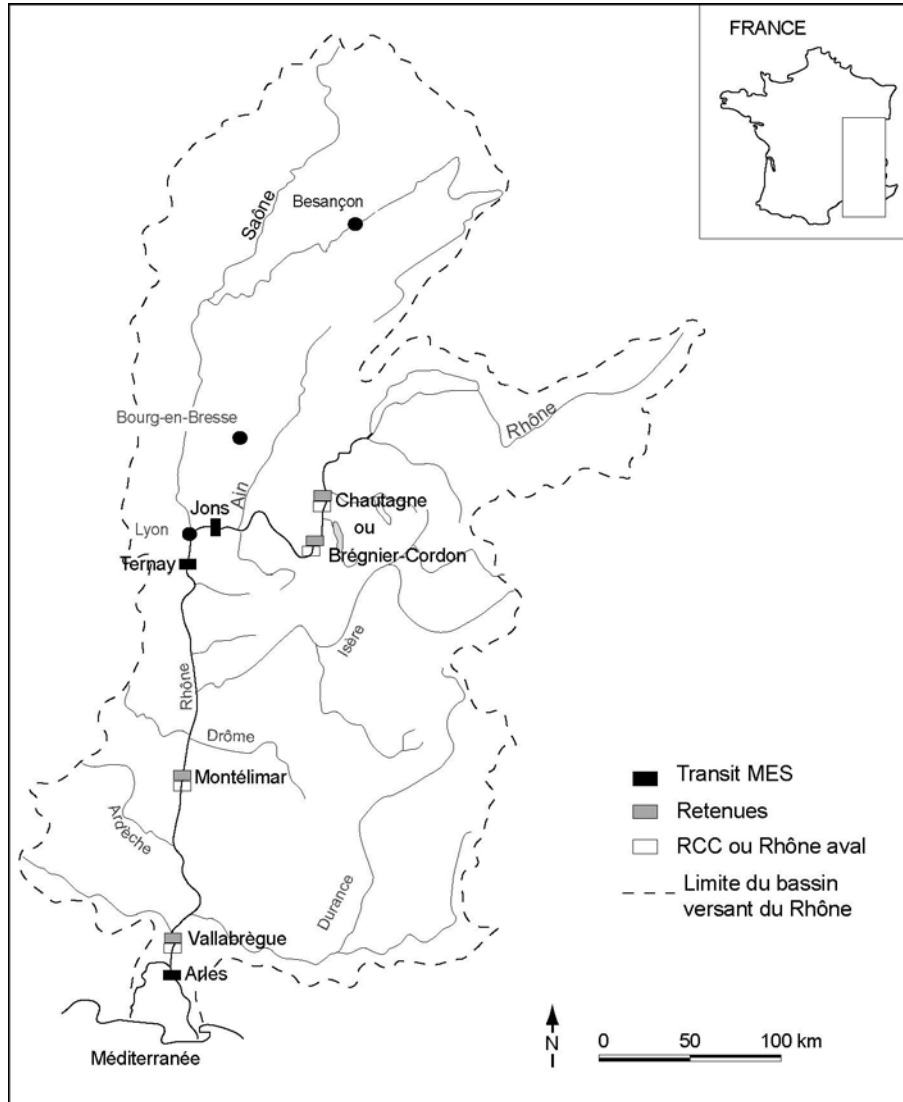 FRANCE
Saône
Besançon
Bourg-en-Bresse
Rhône
Ain
Jons
Lyon
Chautagne
ou
Brégnier-Cordon
Ternay
Isère
Rhône
Drôme
Montélimar
Ardèche
Durance
Vallabrègue
Arles
Méditerranée
Transit MES
Retenues
RCC ou Rhône aval
Limite du bassin
versant du Rhône
N
0 50 100 km